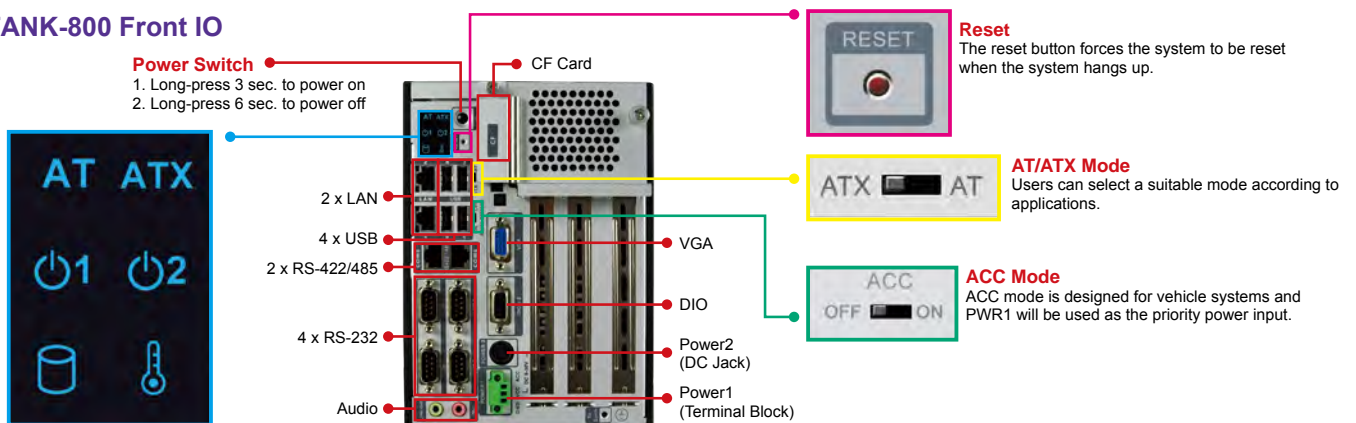 ANK-800 Front IO
Power Switch
1. Long-press 3 sec. to power on
2. Long-press 6 sec. to power off
AT ATX
1 2
2 x LAN
4 x USB
2 x RS-422/485
4 x RS-232
Audio
CF Card
AT ATX
CF
LAN
USB
VGA
DIO
Power2
(DC Jack)
Power1
(Terminal Block)
RESET
Reset
The reset button forces the system to be reset
when the system hangs up.
ATX AT
AT/ATX Mode
Users can select a suitable mode according to
applications.
ACC
OFF ON
ACC Mode
ACC mode is designed for vehicle systems and
PWR1 will be used as the priority power input.